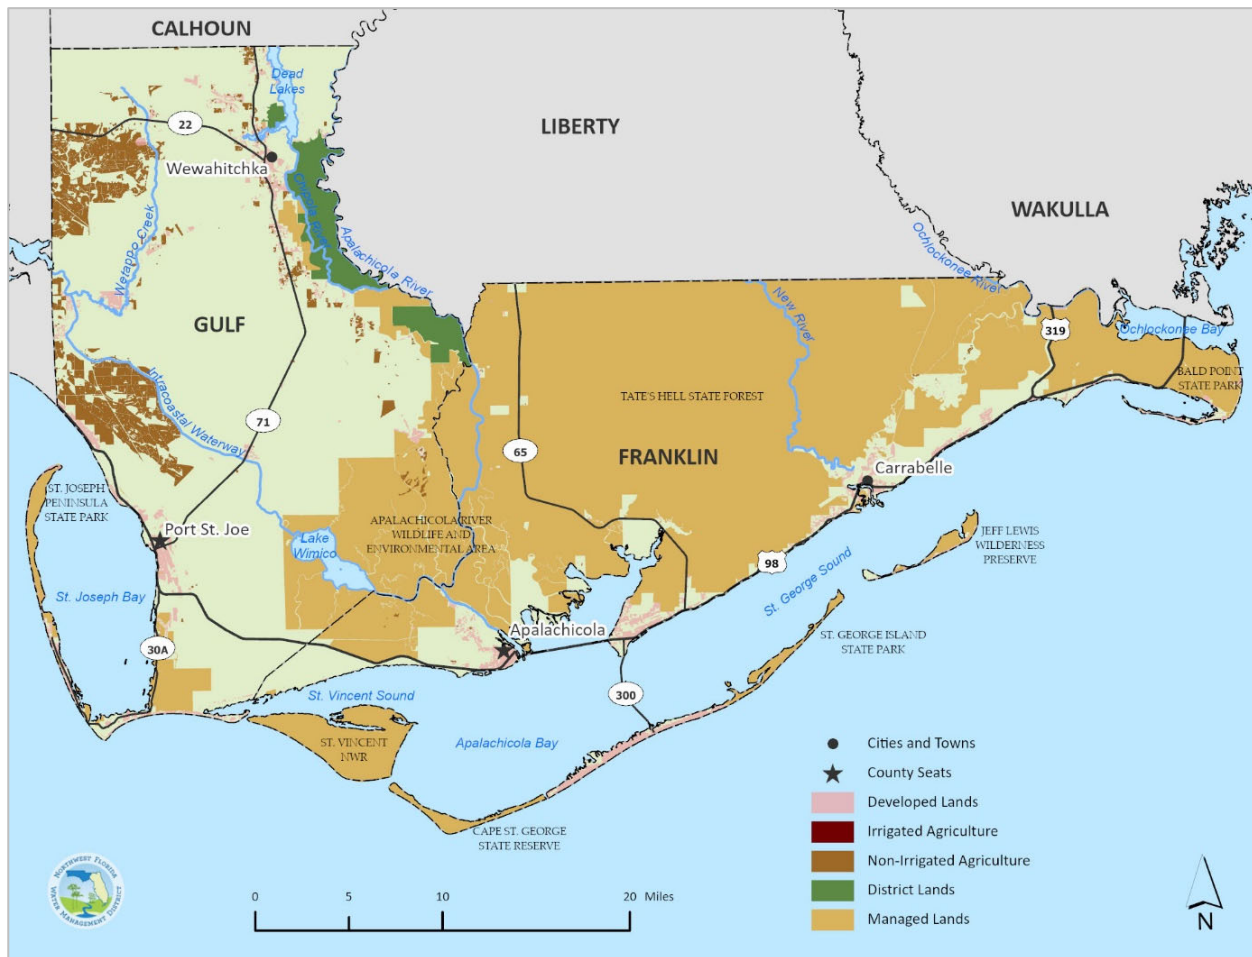 CALHOUN
Dead
Lakes
22
LIBERTY
Wewahitchka
WAKULLA
Chipola River
Wetappo Creek
Apalachicola River
Ochlockonee River
GULF
New River
319
Ochlockonee Bay
BALD POINT
STATE PARK
Intracoastal Waterway
TATE'S HELL STATE FOREST
71
65
FRANKLIN
Carrabelle
ST. JOSEPH
PENINSULA
STATE PARK
Port St. Joe
APALACHICOLA RIVER
WILDLIFE AND
ENVIRONMENTAL AREA
Lake
Wimico
JEFF LEWIS
WILDERNESS
PRESERVE
98
St. George Sound
St. Joseph Bay
Apalachicola
ST. GEORGE ISLAND
STATE PARK
30A
St. Vincent Sound
300
ST. VINCENT
NWR
Apalachicola Bay
CAPE ST. GEORGE
STATE RESERVE
Cities and Towns
County Seats
Developed Lands
Irrigated Agriculture
Non-Irrigated Agriculture
District Lands
Managed Lands
NORTHWEST FLORIDA
WATER MANAGEMENT DISTRICT
0 5 10 20 Miles
N